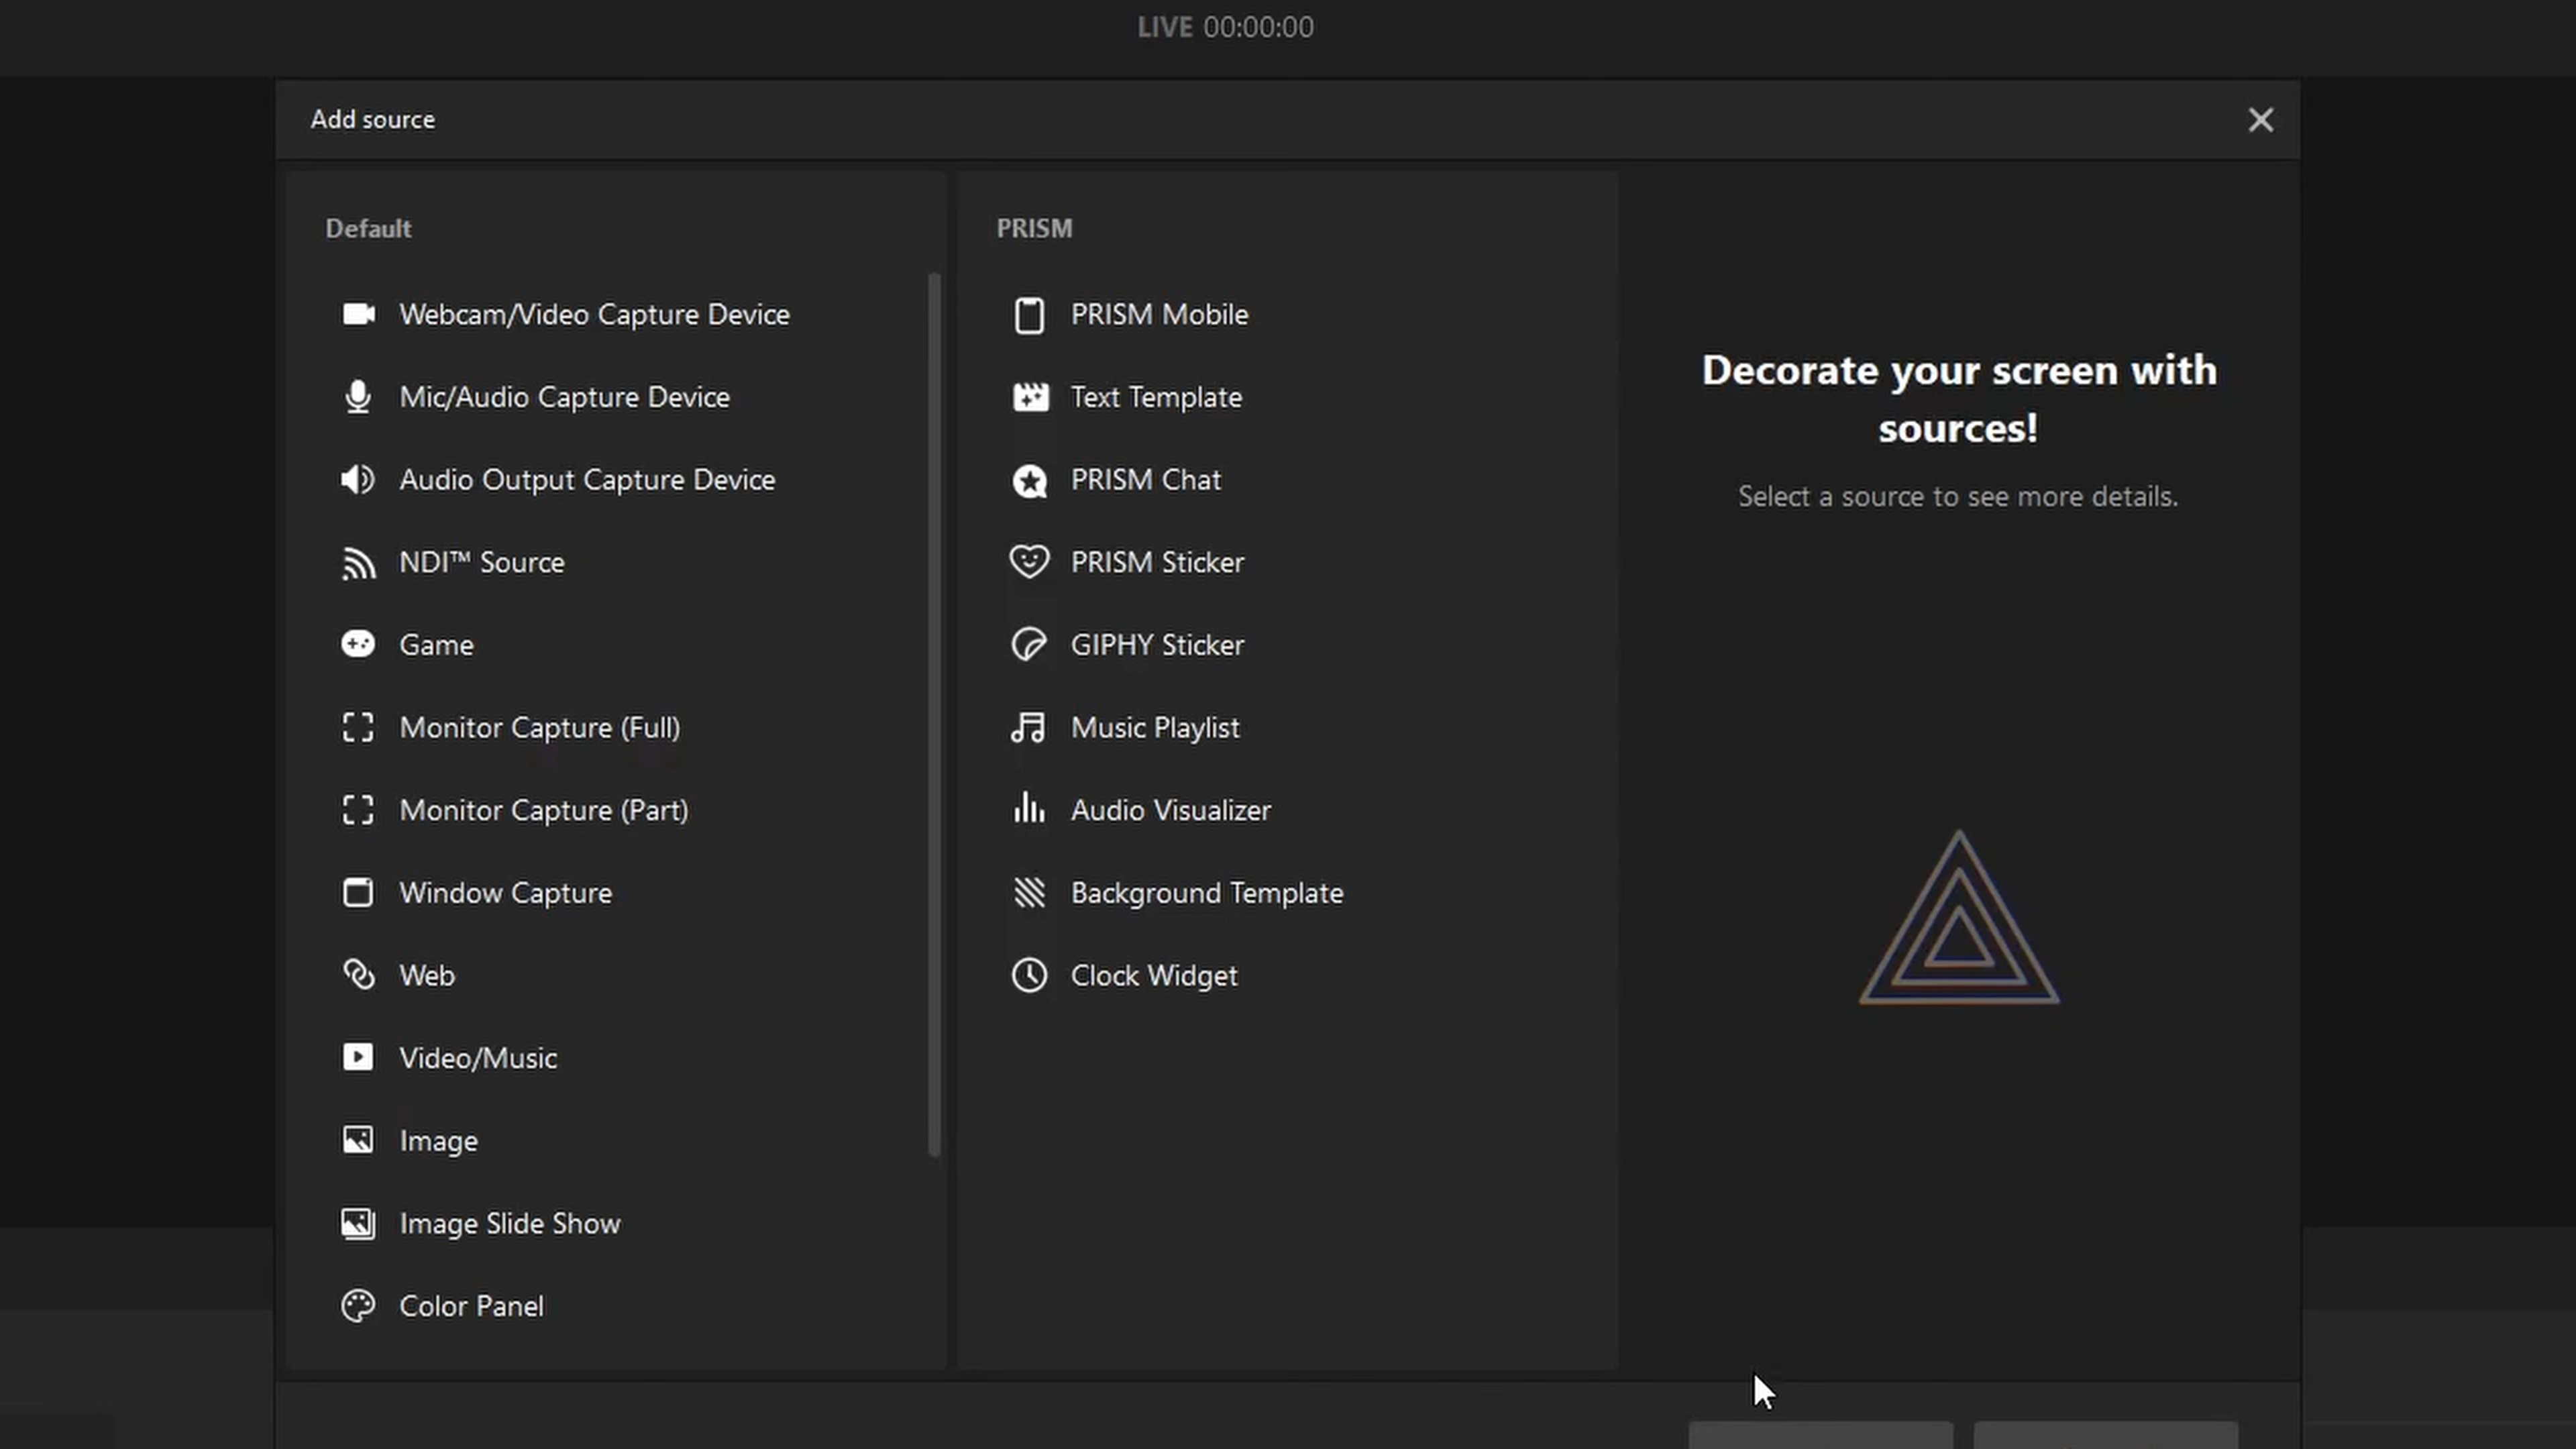 LIVE 00:00:00
Add source
Default
Webcam/Video Capture Device
Mic/Audio Capture Device
Audio Output Capture Device
NDI™ Source
Game
Monitor Capture (Full)
Monitor Capture (Part)
Window Capture
Web
Video/Music
Image
Image Slide Show
Color Panel
PRISM
PRISM Mobile
Text Template
PRISM Chat
PRISM Sticker
GIPHY Sticker
Music Playlist
Audio Visualizer
Background Template
Clock Widget
Decorate your screen with
sources!
Select a source to see more details.